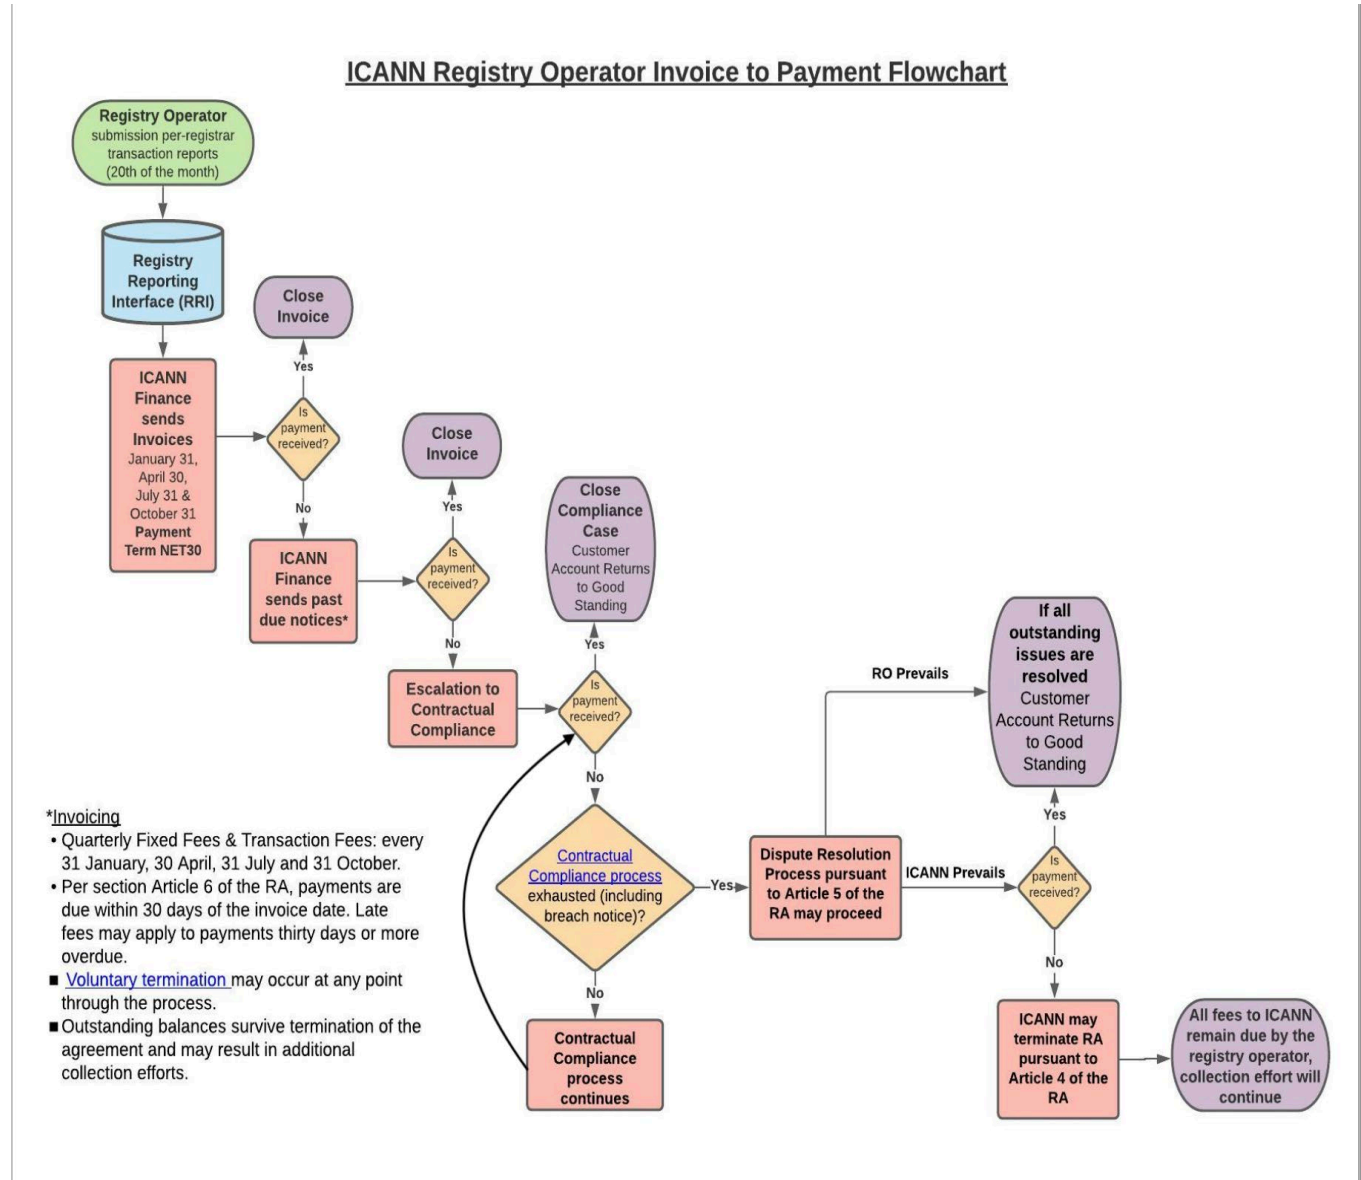 ICANN Registry Operator Invoice to Payment Flowchart
Registry Operator
submission per-registrar
transaction reports
(20th of the month)
Registry
Reporting
Interface (RRI)
ICANN
Finance
sends
Invoices
January 31,
April 30,
July 31 &
October 31
Payment
Term NET30
Close
Invoice
Yes
Is
payment
received?
No
ICANN
Finance
sends past
due notices*
Close
Invoice
Yes
Is
payment
received?
No
Escalation to
Contractual
Compliance
Close
Compliance
Case
Customer
Account Returns
to Good
Standing
Yes
Is
payment
received?
No
Contractual
Compliance process
exhausted (including
breach notice)?
No
Contractual
Compliance
process
continues
Yes
Dispute Resolution
Process pursuant
to Article 5 of the
RA may proceed
RO Prevails
If all
outstanding
issues are
resolved
Customer
Account Returns
to Good
Standing
ICANN Prevails
Yes
Is
payment
received?
No
ICANN may
terminate RA
pursuant to
Article 4 of the
RA
All fees to ICANN
remain due by the
registry operator,
collection effort will
continue
*Invoicing
• Quarterly Fixed Fees & Transaction Fees: every
31 January, 30 April, 31 July and 31 October.
• Per section Article 6 of the RA, payments are
due within 30 days of the invoice date. Late
fees may apply to payments thirty days or more
overdue.
■ Voluntary termination may occur at any point
through the process.
■ Outstanding balances survive termination of the
agreement and may result in additional
collection efforts.